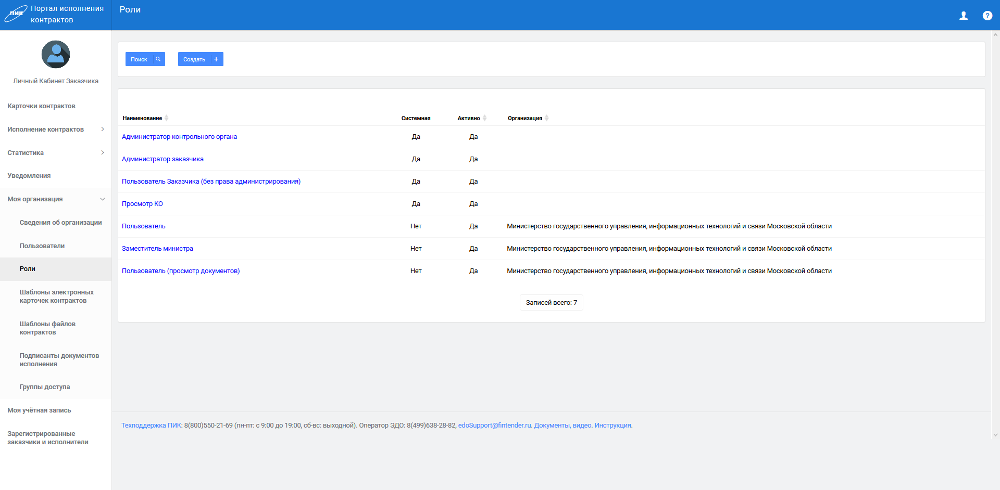 пик
Портал исполнения
контрактов
Роли
?
Личный Кабинет Заказчика
Карточки контрактов
Исполнение контрактов
Статистика
Уведомления
Моя организация
Сведения об организации
Пользователи
Роли
Шаблоны электронных
карточек контрактов
Шаблоны файлов
контрактов
Подписанты документов
исполнения
Группы доступа
Моя учётная запись
Зарегистрированные
заказчики и исполнители
Поиск
Создать +
Наименование Системная Активно Организация
Администратор контрольного органа Да Да
Администратор заказчика Да Да
Пользователь Заказчика (без права администрирования) Да Да
Просмотр КО Да Да
Пользователь Нет Да Министерство государственного управления, информационных технологий и связи Московской области
Заместитель министра Нет Да Министерство государственного управления, информационных технологий и связи Московской области
Пользователь (просмотр документов) Нет Да Министерство государственного управления, информационных технологий и связи Московской области
Записей всего: 7
Техподдержка ПИК: 8(800)550-21-69 (пн-пт: с 9:00 до 19:00, сб-вс: выходной). Оператор ЭДО: 8(499)638-28-82, edoSupport@fintender.ru. Документы, видео. Инструкция.